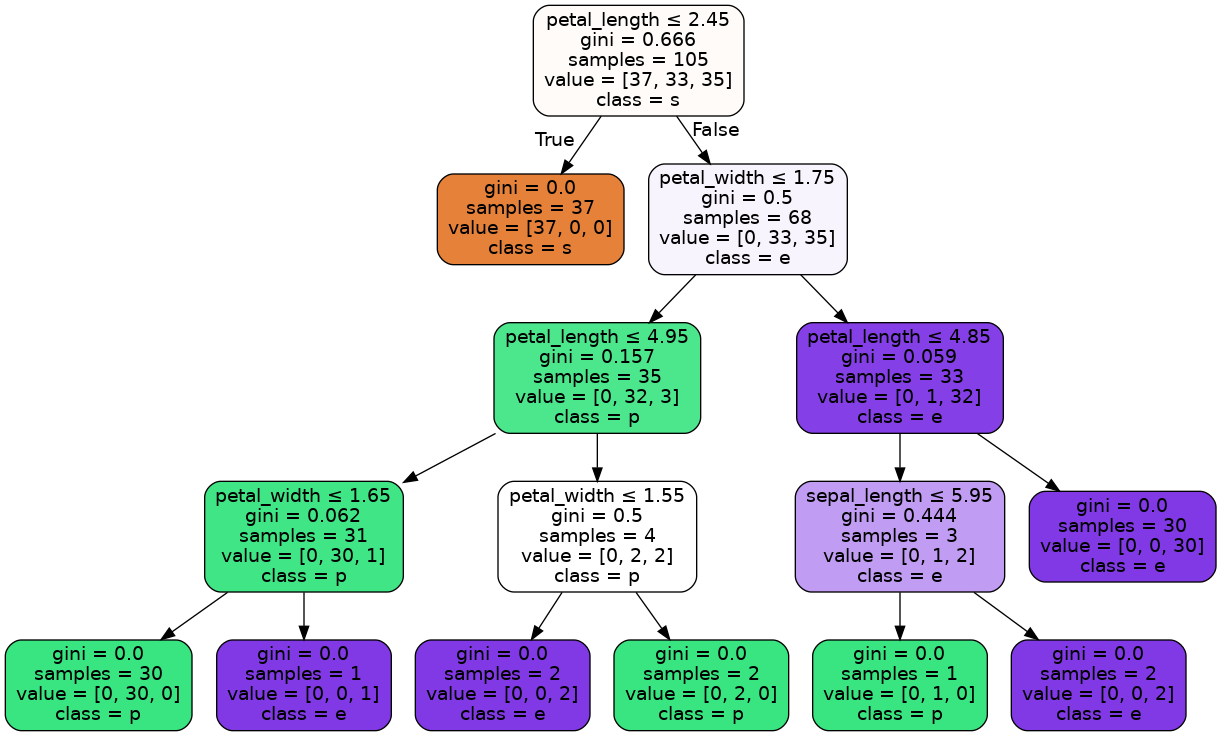 petal_length ≤ 2.45
gini = 0.666
samples = 105
value = [37, 33, 35]
class = s
True
False
gini = 0.0
samples = 37
value = [37, 0, 0]
class = s
petal_width ≤ 1.75
gini = 0.5
samples = 68
value = [0, 33, 35]
class = e
petal_length ≤ 4.95
gini = 0.157
samples = 35
value = [0, 32, 3]
class = p
petal_length ≤ 4.85
gini = 0.059
samples = 33
value = [0, 1, 32]
class = e
petal_width ≤ 1.65
gini = 0.062
samples = 31
value = [0, 30, 1]
class = p
petal_width ≤ 1.55
gini = 0.5
samples = 4
value = [0, 2, 2]
class = p
sepal_length ≤ 5.95
gini = 0.444
samples = 3
value = [0, 1, 2]
class = e
gini = 0.0
samples = 30
value = [0, 0, 30]
class = e
gini = 0.0
samples = 30
value = [0, 30, 0]
class = p
gini = 0.0
samples = 1
value = [0, 0, 1]
class = e
gini = 0.0
samples = 2
value = [0, 0, 2]
class = e
gini = 0.0
samples = 2
value = [0, 2, 0]
class = p
gini = 0.0
samples = 1
value = [0, 1, 0]
class = p
gini = 0.0
samples = 2
value = [0, 0, 2]
class = e